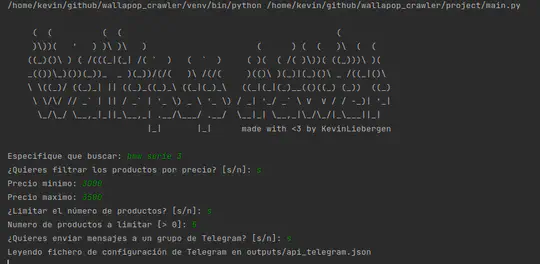 /home/kevin/github/wallapop_crawler/venv/bin/python /home/kevin/github/wallapop_crawler/project/main.py
made with <3 by KevinLiebergen
Especifique que buscar: bmw serie
¿Quieres filtrar los productos por precio? [s/n]: s
Precio minimo: 3000
Precio maximo: 3500
¿Limitar el número de productos? [s/n]: s
Numero de productos a limitar [> 0]:
¿Quieres enviar mensajes a un grupo de Telegram? [s/n]: s
Leyendo fichero de configuración de Telegram en outputs/api_telegram.json